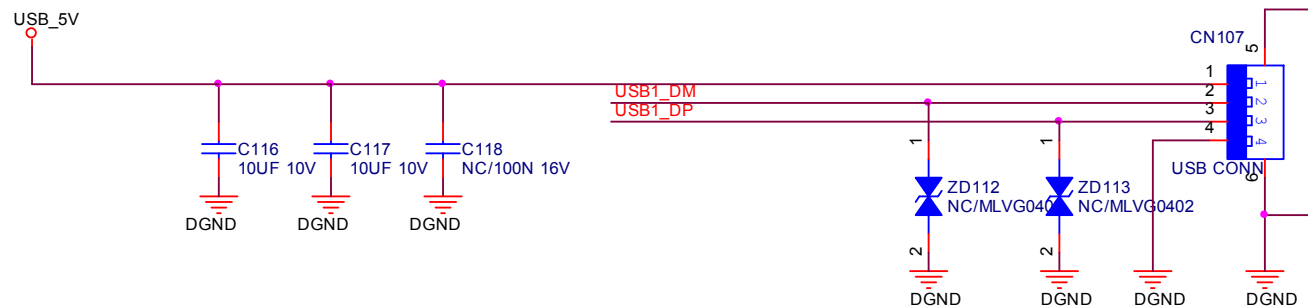 USB_5V
CN107
5
1
USB1_DM
2
USB1_DP
3
4
1
2
3
4
C116
10UF 10V
C117
10UF 10V
C118
NC/100N 16V
1
1
USB CONN
6
ZD112
NC/MLVG040
ZD113
NC/MLVG0402
DGND
DGND
DGND
2
2
DGND
DGND
DGND
DGND